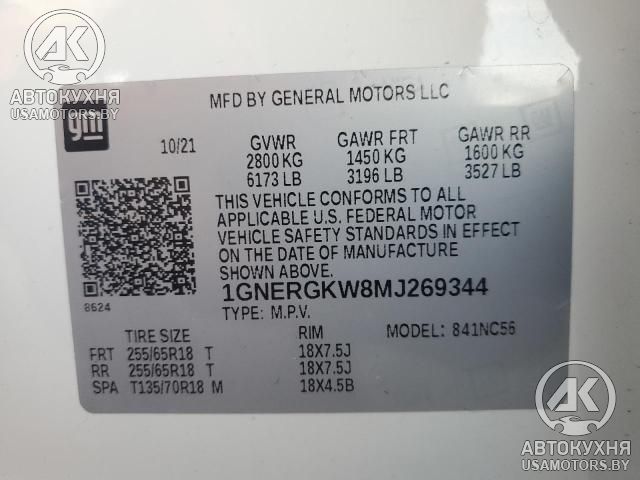 АВТОКУХНЯ
USAMOTORS.BY
gm
MFD BY GENERAL MOTORS LLC
10/21 GVWR GAWR FRT GAWR RR
2800 KG 1450 KG 1600 KG
6173 LB 3196 LB 3527 LB
THIS VEHICLE CONFORMS TO ALL
APPLICABLE U.S. FEDERAL MOTOR
VEHICLE SAFETY STANDARDS IN EFFECT
ON THE DATE OF MANUFACTURE
SHOWN ABOVE.
8624
1GNERGKW8MJ269344
TYPE: M.P.V.
TIRE SIZE RIM MODEL: 841NC56
FRT 255/65R18 T 18X7.5J
RR 255/65R18 T 18X7.5J
SPA T135/70R18 M 18X4.5B
АВТОКУХНЯ
USAMOTORS.BY